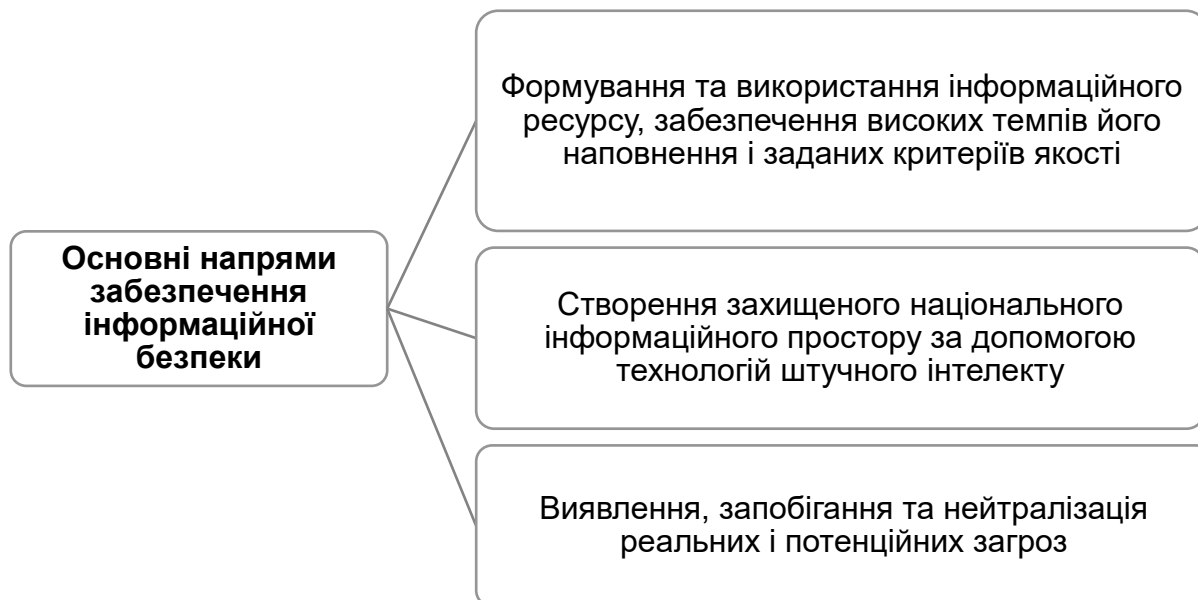 Основні напрями
забезпечення
інформаційної
безпеки
Формування та використання інформаційного
ресурсу, забезпечення високих темпів його
наповнення і заданих критеріїв якості
Створення захищеного національного
інформаційного простору за допомогою
технологій штучного інтелекту
Виявлення, запобігання та нейтралізація
реальних і потенційних загроз